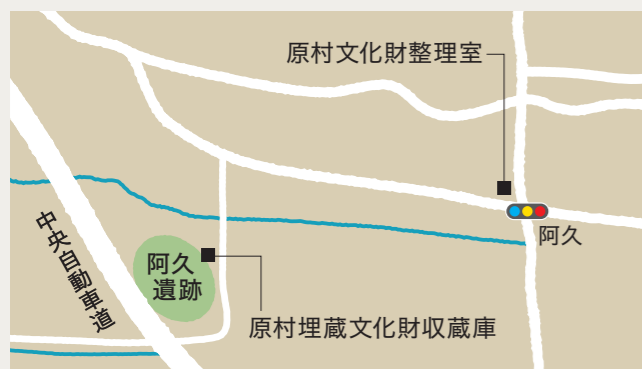 原村文化財整理室
阿久
中央自動車道
阿久
遺跡
原村埋蔵文化財収蔵庫